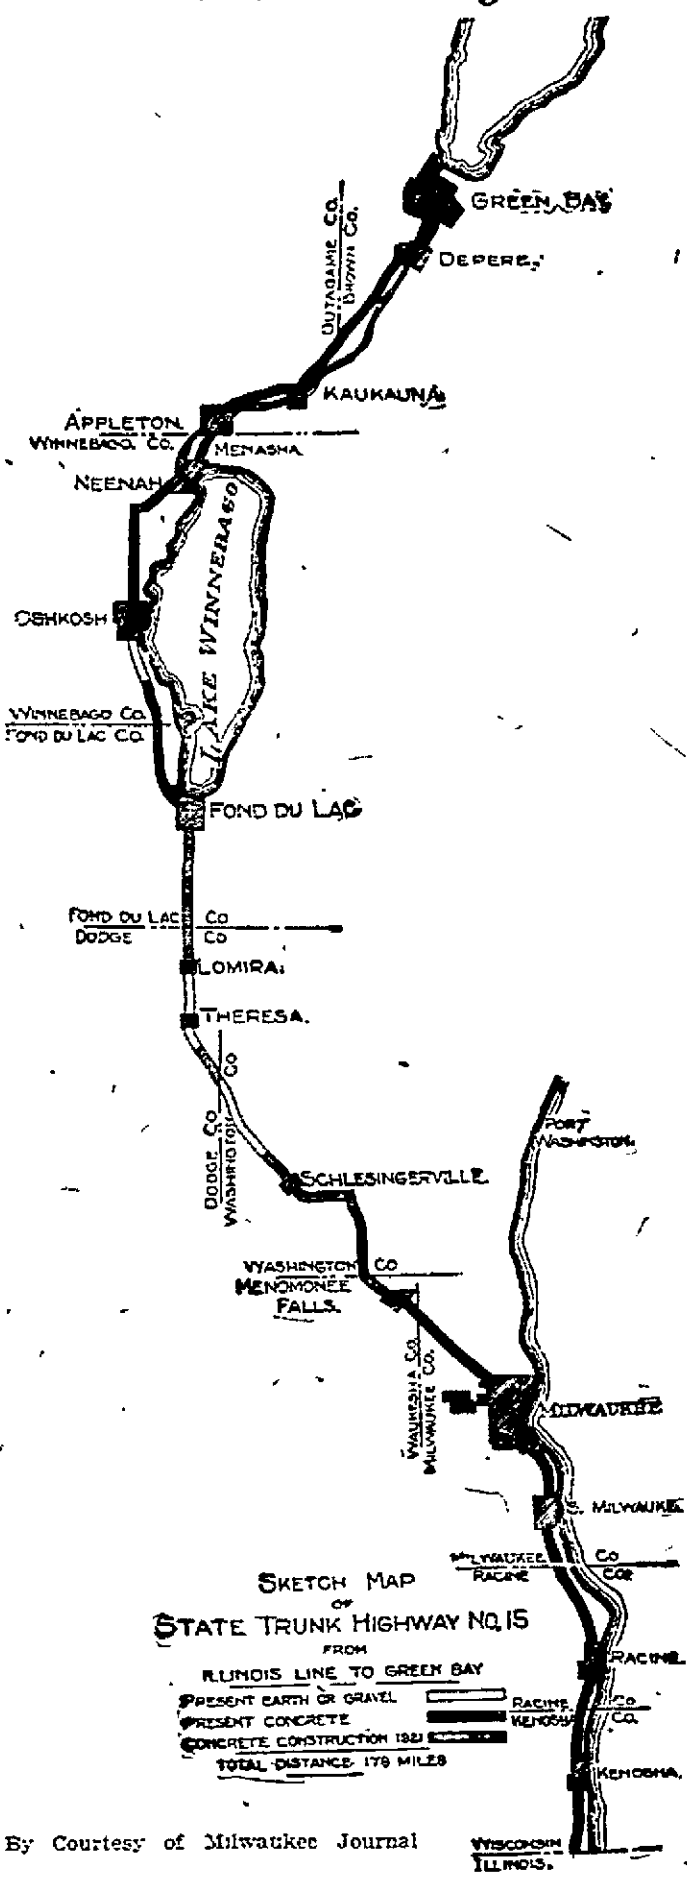 GREEN BAY
DEPERE
OUTAGAMIE CO.
BROWN CO.
KAUKAUNA
APPLETON
WINNEBAGO CO.
MENASHA
NEENAH
LAKE WINNEBAGO
OSHKOSH
WINNEBAGO CO.
FOND DU LAC CO.
FOND DU LAC
FOND DU LAC CO
DODGE CO
LOMIRA.
THERESA.
DODGE CO
WASHINGTON CO
PORT
WASHINGTON.
SCHLESINGERVILLE.
WASHINGTON CO
MENOMONEE
FALLS.
WAUKESHA CO.
MILWAUKEE CO.
MILWAUKEE
S. MILWAUKEE
MILWAUKEE CO
RACINE CO.
SKETCH MAP
OF
STATE TRUNK HIGHWAY NO. 15
FROM
ILLINOIS LINE TO GREEN BAY
RACINE
PRESENT EARTH OR GRAVEL
RACINE CO
PRESENT CONCRETE
KENOSHA CO.
CONCRETE CONSTRUCTION 1921
TOTAL DISTANCE 178 MILES
KENOSHA.
By Courtesy of Milwaukee Journal
WISCONSIN
ILLINOIS.